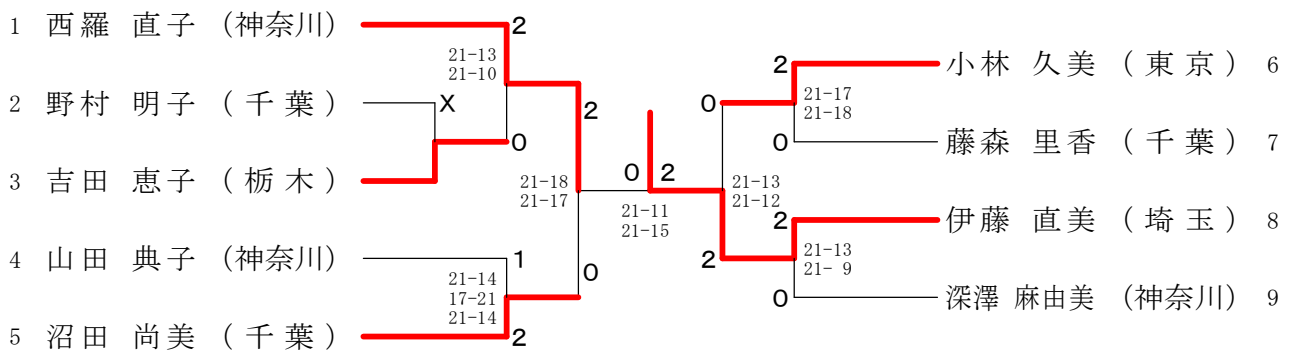 1 西羅 直子 (神奈川)
2
21-13
21-10
2 野村 明子 (千葉)
X
0
3 吉田 恵子 (栃木)
2
21-18
21-17
4 山田 典子 (神奈川)
1
21-14
17-21
21-14
0
5 沼田 尚美 (千葉)
2
0 2
21-11
21-15
2 小林 久美 (東京) 6
0
21-17
21-18
0 藤森 里香 (千葉) 7
21-13
21-12
2 伊藤 直美 (埼玉) 8
2
21-13
21- 9
0 深澤 麻由美 (神奈川) 9